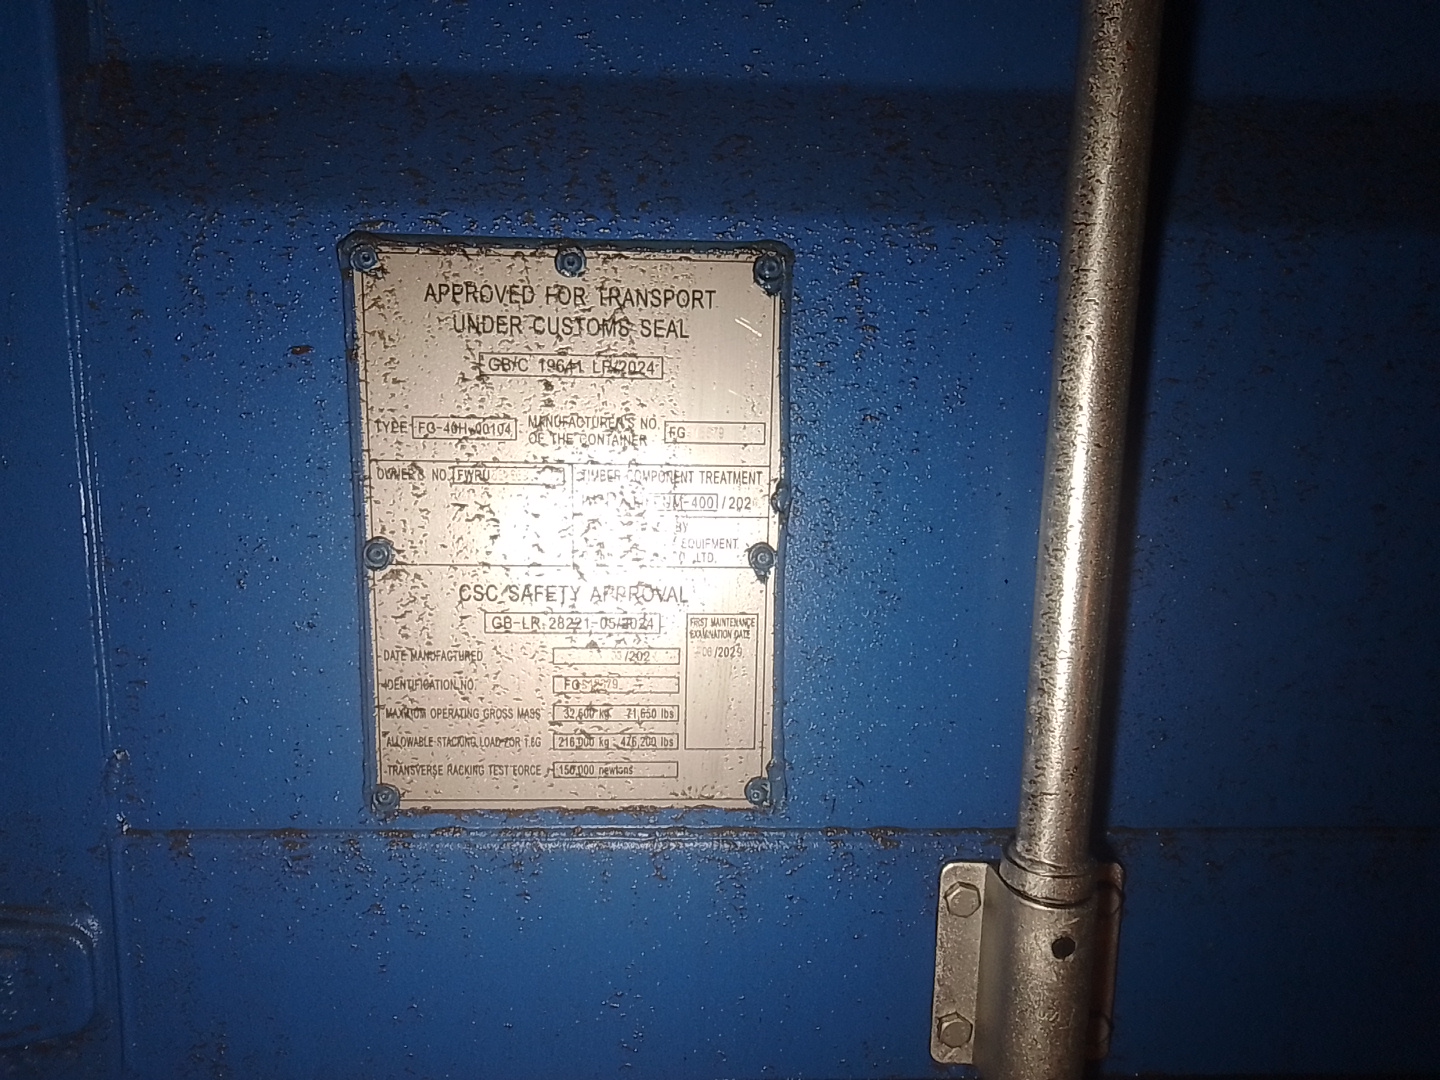 APPROVED FOR TRANSPORT
UNDER CUSTOMS SEAL
GB/C 19641 LR/2024
TYPE FG-40H-00104 MANUFACTURER'S NO. OF THE CONTAINER FG
OWNER'S NO. FWRU
TIMBER COMPONENT TREATMENT
-400 / 202
BY
EQUIPMENT
LTD.
CSC SAFETY APPROVAL
GB-LR 28221-05/2024
FIRST MAINTENANCE
EXAMINATION DATE
/2029
DATE MANUFACTURED /202
IDENTIFICATION NO.
MAXIMUM OPERATING GROSS MASS 32,500 kg 71,650 lbs
ALLOWABLE STACKING LOAD FOR 1.8G 216,000 kg 476,200 lbs
TRANSVERSE RACKING TEST FORCE 150,000 newtons